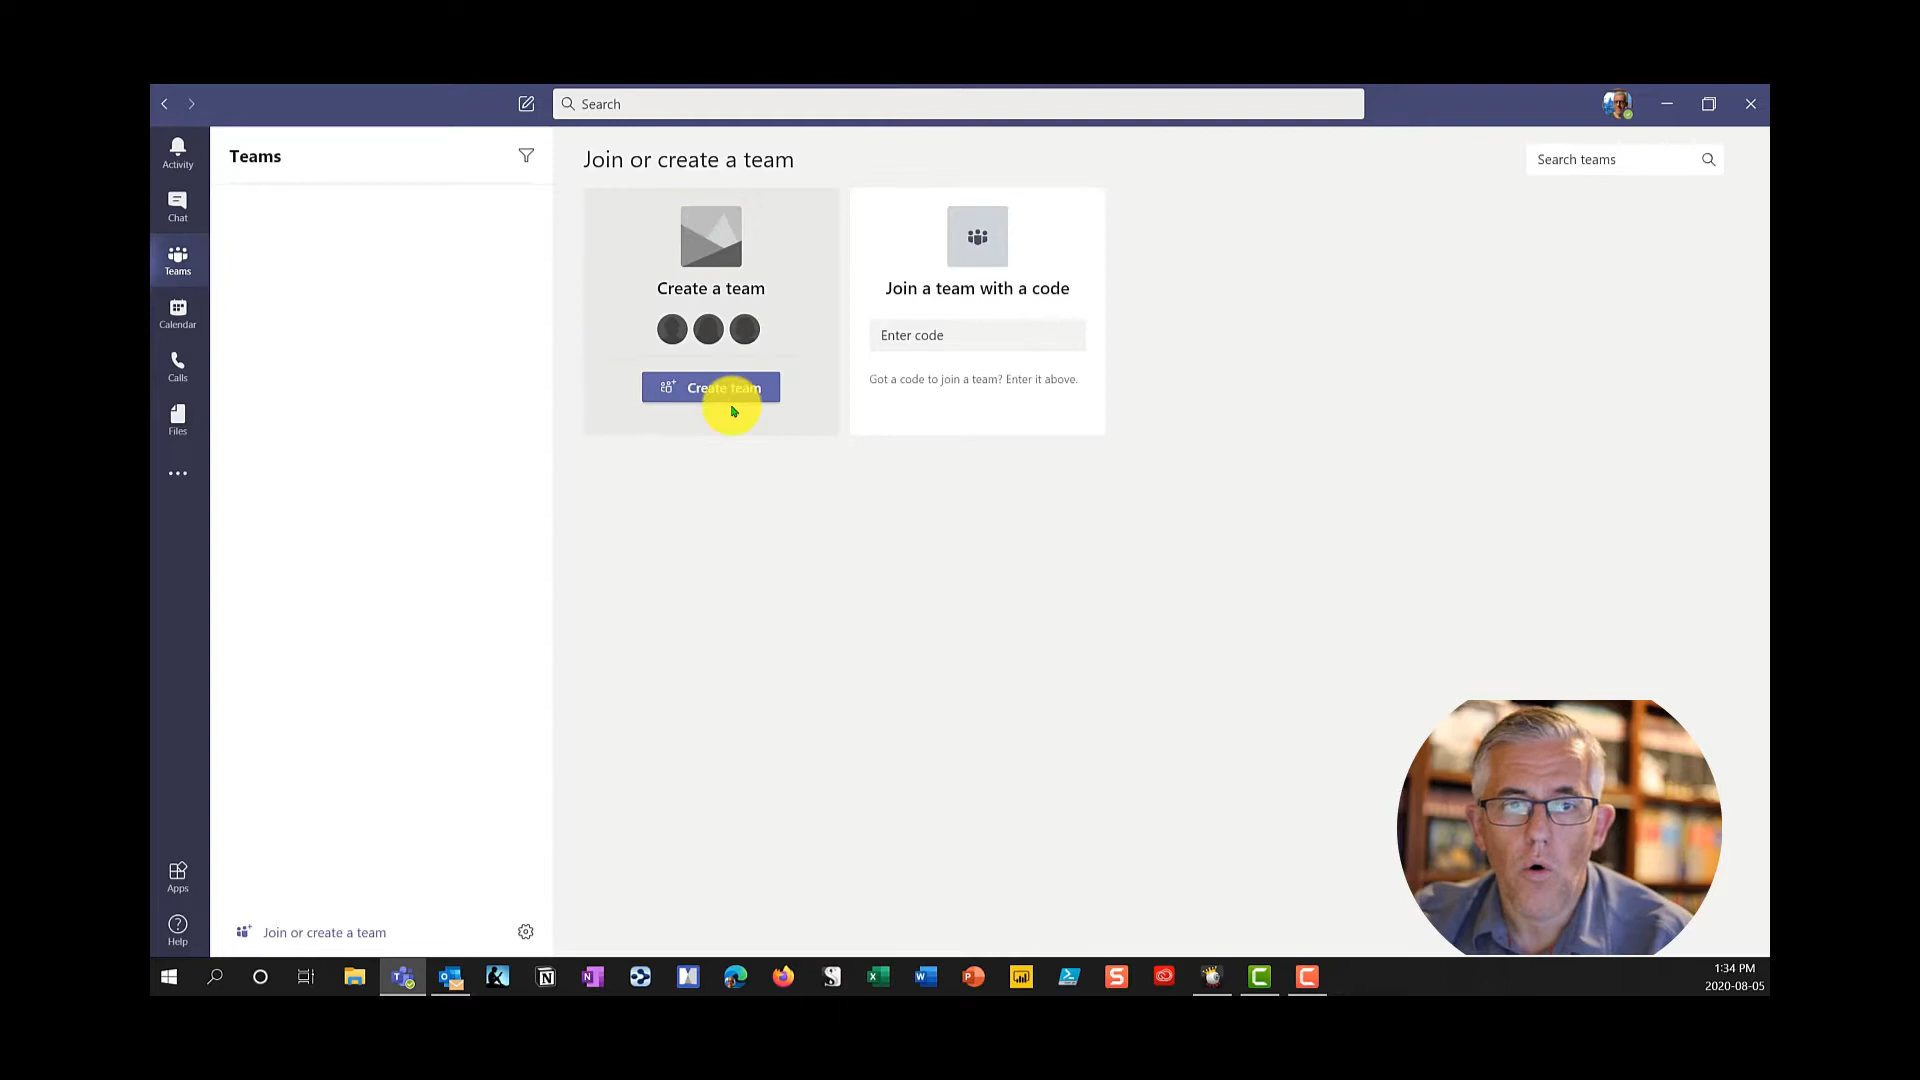 Search
Activity
Chat
Teams
Calendar
Calls
Files
Apps
Help
Teams
Join or create a team
Join or create a team
Search teams
Create a team
Create team
Join a team with a code
Enter code
Got a code to join a team? Enter it above.
1:34 PM
2020-08-05